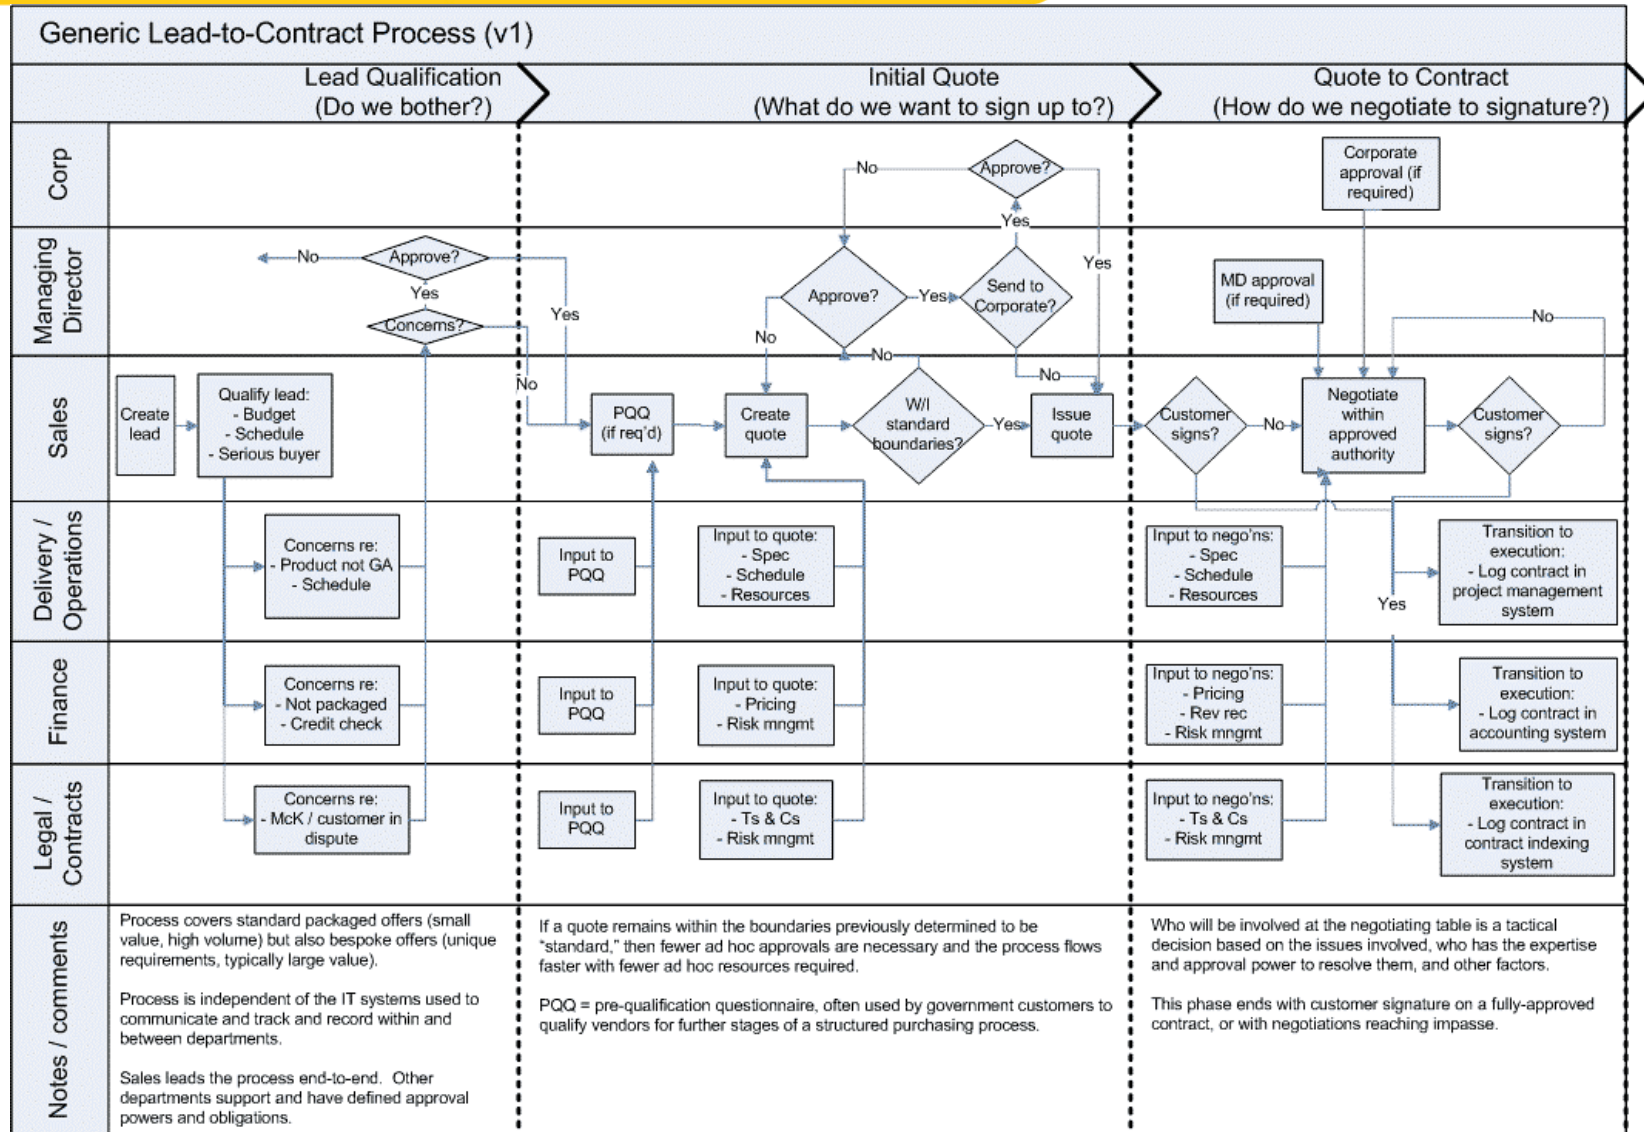 Generic Lead-to-Contract Process (v1)
Lead Qualification
(Do we bother?)
Initial Quote
(What do we want to sign up to?)
Quote to Contract
(How do we negotiate to signature?)
Corp
No
Approve?
Yes
Yes
Corporate
approval (if
required)
Managing
Director
No
Approve?
Yes
Concerns?
Yes
No
Approve?
Yes
Send to
Corporate?
No
No
No
MD approval
(if required)
No
Sales
Create
lead
Qualify lead:
- Budget
- Schedule
- Serious buyer
PQQ
(if req'd)
Create
quote
W/I
standard
boundaries?
Yes
Issue
quote
Customer
signs?
No
Negotiate
within
approved
authority
Customer
signs?
Delivery /
Operations
Concerns re:
- Product not GA
- Schedule
Input to
PQQ
Input to quote:
- Spec
- Schedule
- Resources
Input to nego'ns:
- Spec
- Schedule
- Resources
Yes
Transition to
execution:
- Log contract in
project management
system
Finance
Concerns re:
- Not packaged
- Credit check
Input to
PQQ
Input to quote:
- Pricing
- Risk mngmt
Input to nego'ns:
- Pricing
- Rev rec
- Risk mngmt
Transition to
execution:
- Log contract in
accounting system
Legal /
Contracts
Concerns re:
- McK / customer in
dispute
Input to
PQQ
Input to quote:
- Ts & Cs
- Risk mngmt
Input to nego'ns:
- Ts & Cs
- Risk mngmt
Transition to
execution:
- Log contract in
contract indexing
system
Notes / comments
Process covers standard packaged offers (small
value, high volume) but also bespoke offers (unique
requirements, typically large value).
Process is independent of the IT systems used to
communicate and track and record within and
between departments.
Sales leads the process end-to-end. Other
departments support and have defined approval
powers and obligations.
If a quote remains within the boundaries previously determined to be
“standard,” then fewer ad hoc approvals are necessary and the process flows
faster with fewer ad hoc resources required.
PQQ = pre-qualification questionnaire, often used by government customers to
qualify vendors for further stages of a structured purchasing process.
Who will be involved at the negotiating table is a tactical
decision based on the issues involved, who has the expertise
and approval power to resolve them, and other factors.
This phase ends with customer signature on a fully-approved
contract, or with negotiations reaching impasse.